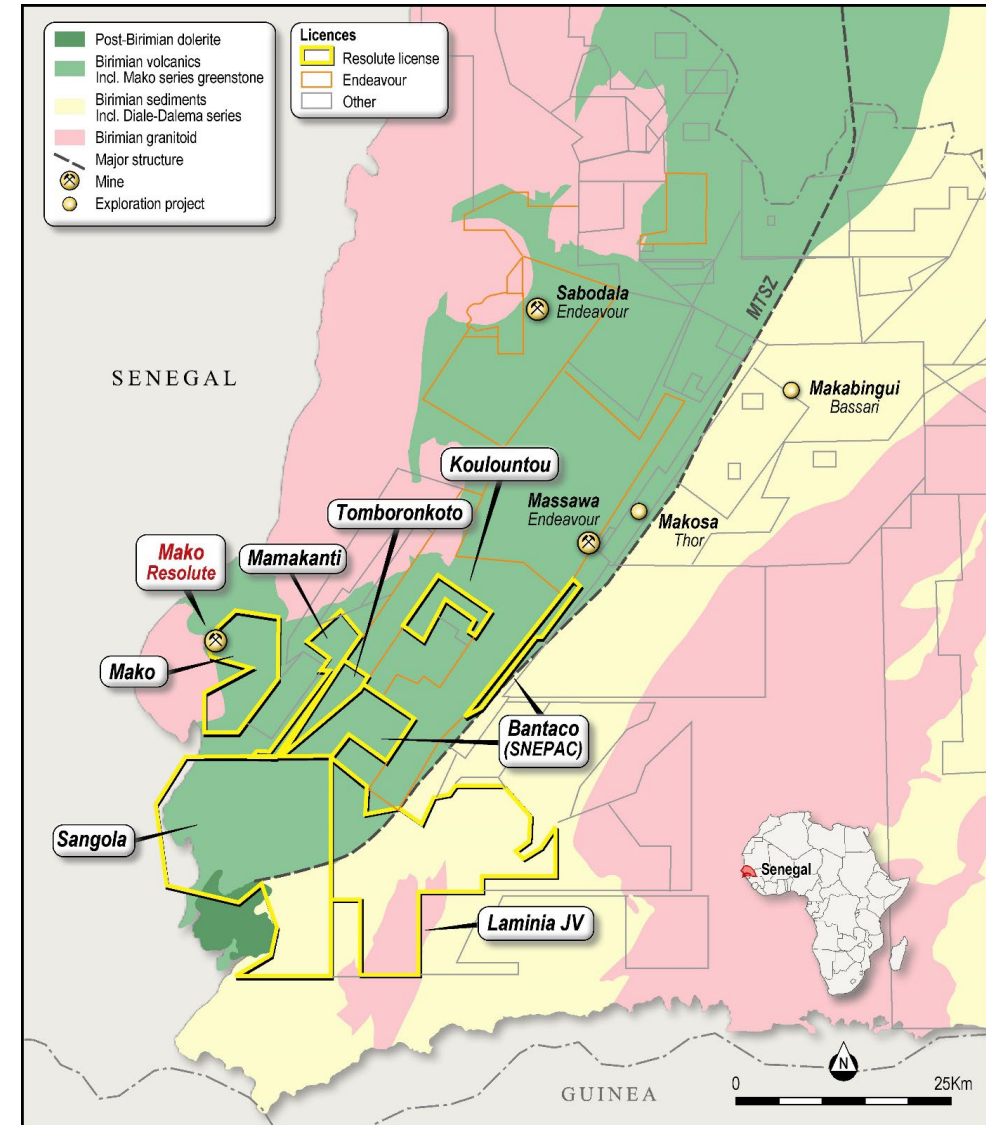 Post-Birimian dolerite
Birimian volcanics
Incl. Mako series greenstone
Birimian sediments
Incl. Diale-Dalema series
Birimian granitoid
Major structure
Mine
Exploration project
Licences
Resolute license
Endeavour
Other
MTSZ
Sabodala
Endeavour
SENEGAL
Makabingui
Bassari
Koulountou
Massawa
Endeavour
Tomboronkoto
Makosa
Thor
Mako
Resolute
Mamakanti
Mako
Bantaco
(SNEPAC)
Sangola
Senegal
Laminia JV
N
0
25Km
GUINEA